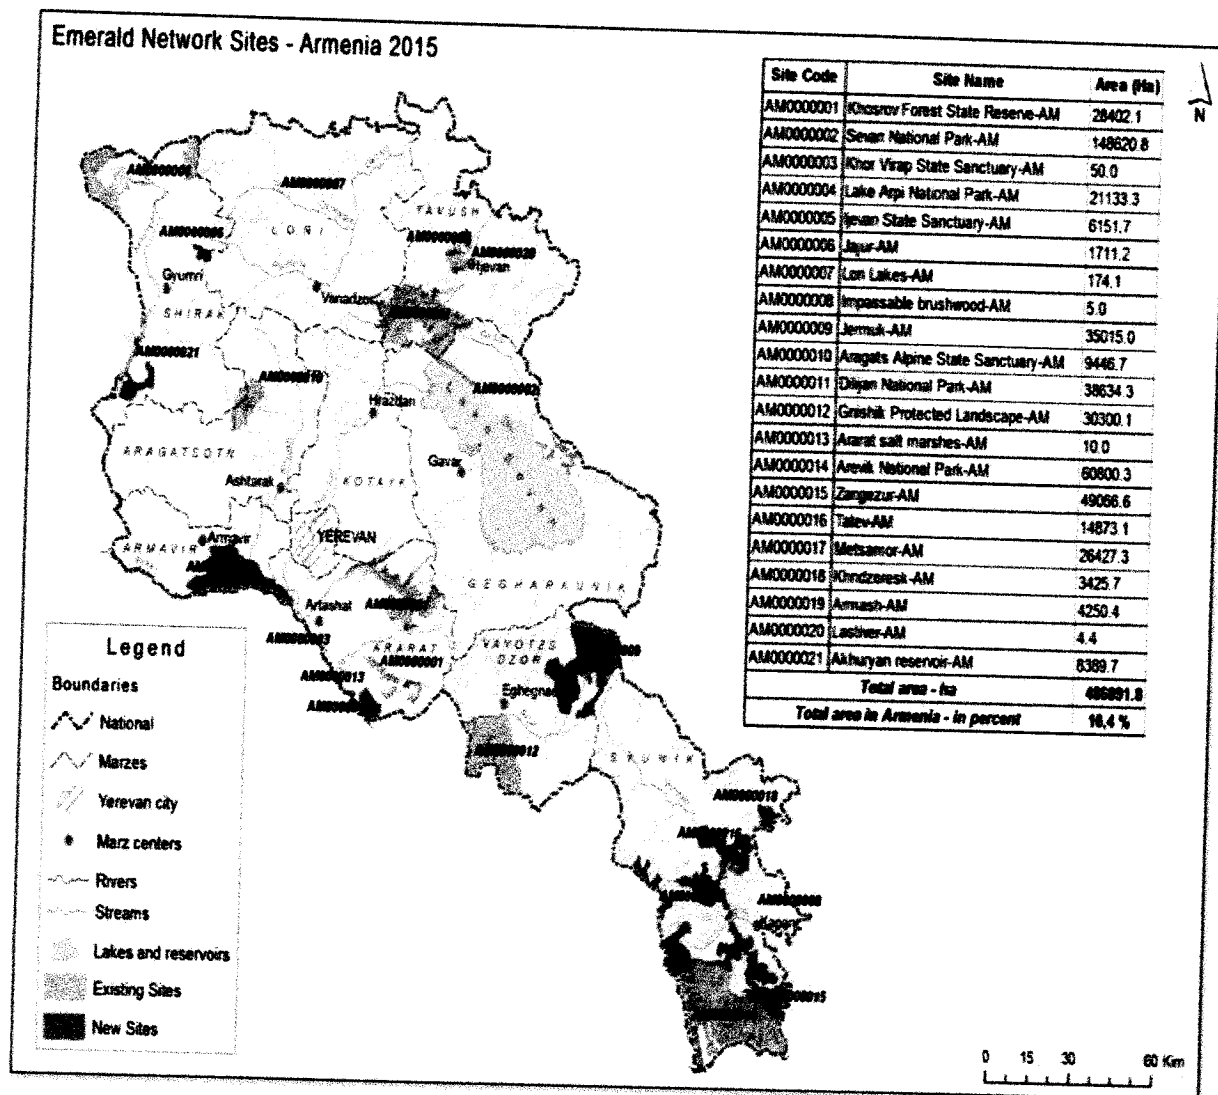 Emerald Network Sites - Armenia 2015
Site Code Site Name Area (Ha)
AM0000001 Khosrov Forest State Reserve-AM 28402.1
AM0000002 Sevan National Park-AM 148620.8
AM0000003 Khor Virap State Sanctuary-AM 50.0
AM0000004 Lake Arpi National Park-AM 21133.3
AM0000005 Ijevan State Sanctuary-AM 6151.7
AM0000006 Jajur-AM 1711.2
AM0000007 Lori Lakes-AM 174.1
AM0000008 Impassable brushwood-AM 5.0
AM0000009 Jermuk-AM 35015.0
AM00000010 Aragats Alpine State Sanctuary-AM 9446.7
AM0000011 Dilijan National Park-AM 38634.3
AM0000012 Gnishik Protected Landscape-AM 30300.1
AM0000013 Ararat salt marshes-AM 10.0
AM0000014 Arevik National Park-AM 60800.3
AM0000015 Zangezur-AM 49066.6
AM0000016 Tatev-AM 14873.1
AM0000017 Metsamor-AM 26427.3
AM0000018 Khndzoresk-AM 3425.7
AM0000019 Armash-AM 4250.4
AM0000020 Lastiver-AM 4.4
AM0000021 Akhuryan reservoir-AM 8389.7
Total area - ha 486891.8
Total area in Armenia - in percent 16,4 %
N
AM0000007
TAVUSH
LORI
AM0000020
Ijevan
Gyumri
Vanadzor
SHIRAK
AM0000021
AM0000010
AM0000002
Hrazdan
ARAGATSOTN
Gavar
KOTAYK
Ashtarak
YEREVAN
Armavir
ARMAVIR
GEGHARKUNIK
Artashat
AM0000003
ARARAT
VAYOTZS
DZOR
AM0000001
AM0000013
Eghegnadzor
AM0000012
SYUNIK
AM0000018
AM0000016
AM0000008
Kapan
Legend
Boundaries
National
Marzes
Yerevan city
Marz centers
Rivers
Streams
Lakes and reservoirs
Existing Sites
New Sites
0 15 30 60 Km